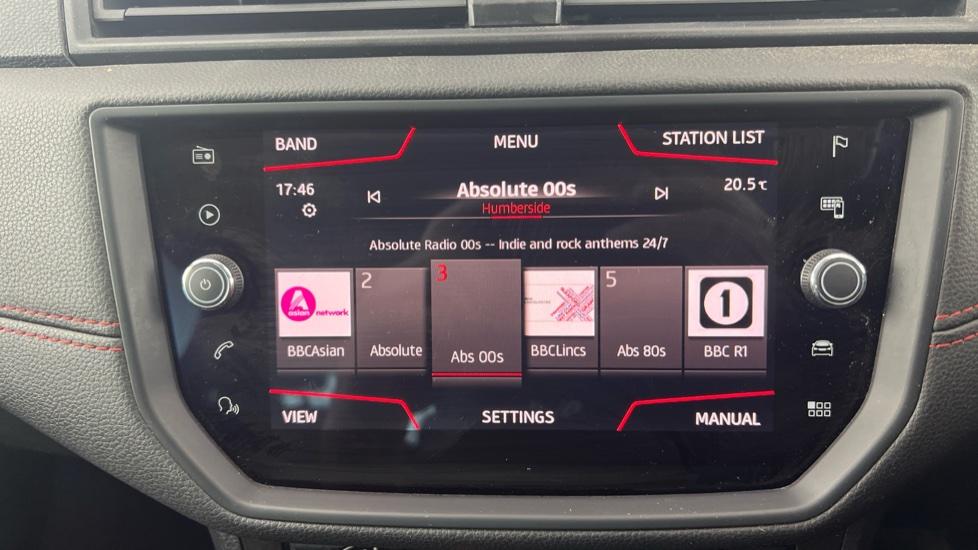 BAND MENU STATION LIST
17:46 Absolute 00s 20.5℃
Humberside
Absolute Radio 00s -- Indie and rock anthems 24/7
2 3 5
A asian network 1
BBCAsian Absolute Abs 00s BBCLincs Abs 80s BBC R1
VIEW SETTINGS MANUAL